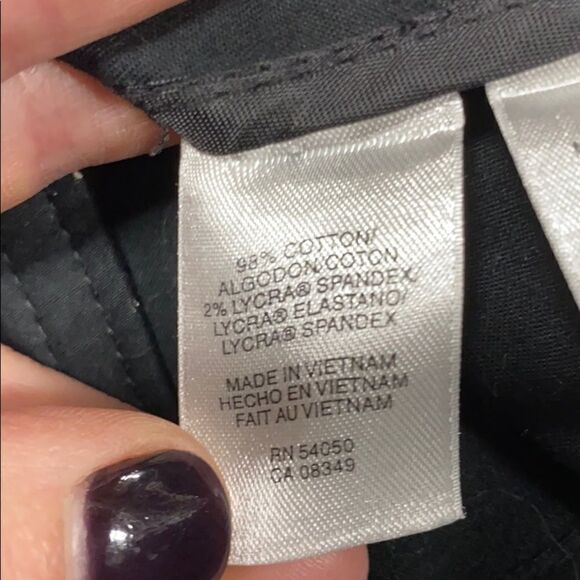 98% COTTON/
ALGODON/COTON
2% LYCRA® SPANDEX/
LYCRA® ELASTANO/
LYCRA® SPANDEX
MADE IN VIETNAM
HECHO EN VIETNAM
FAIT AU VIETNAM
RN 54050
CA 08349